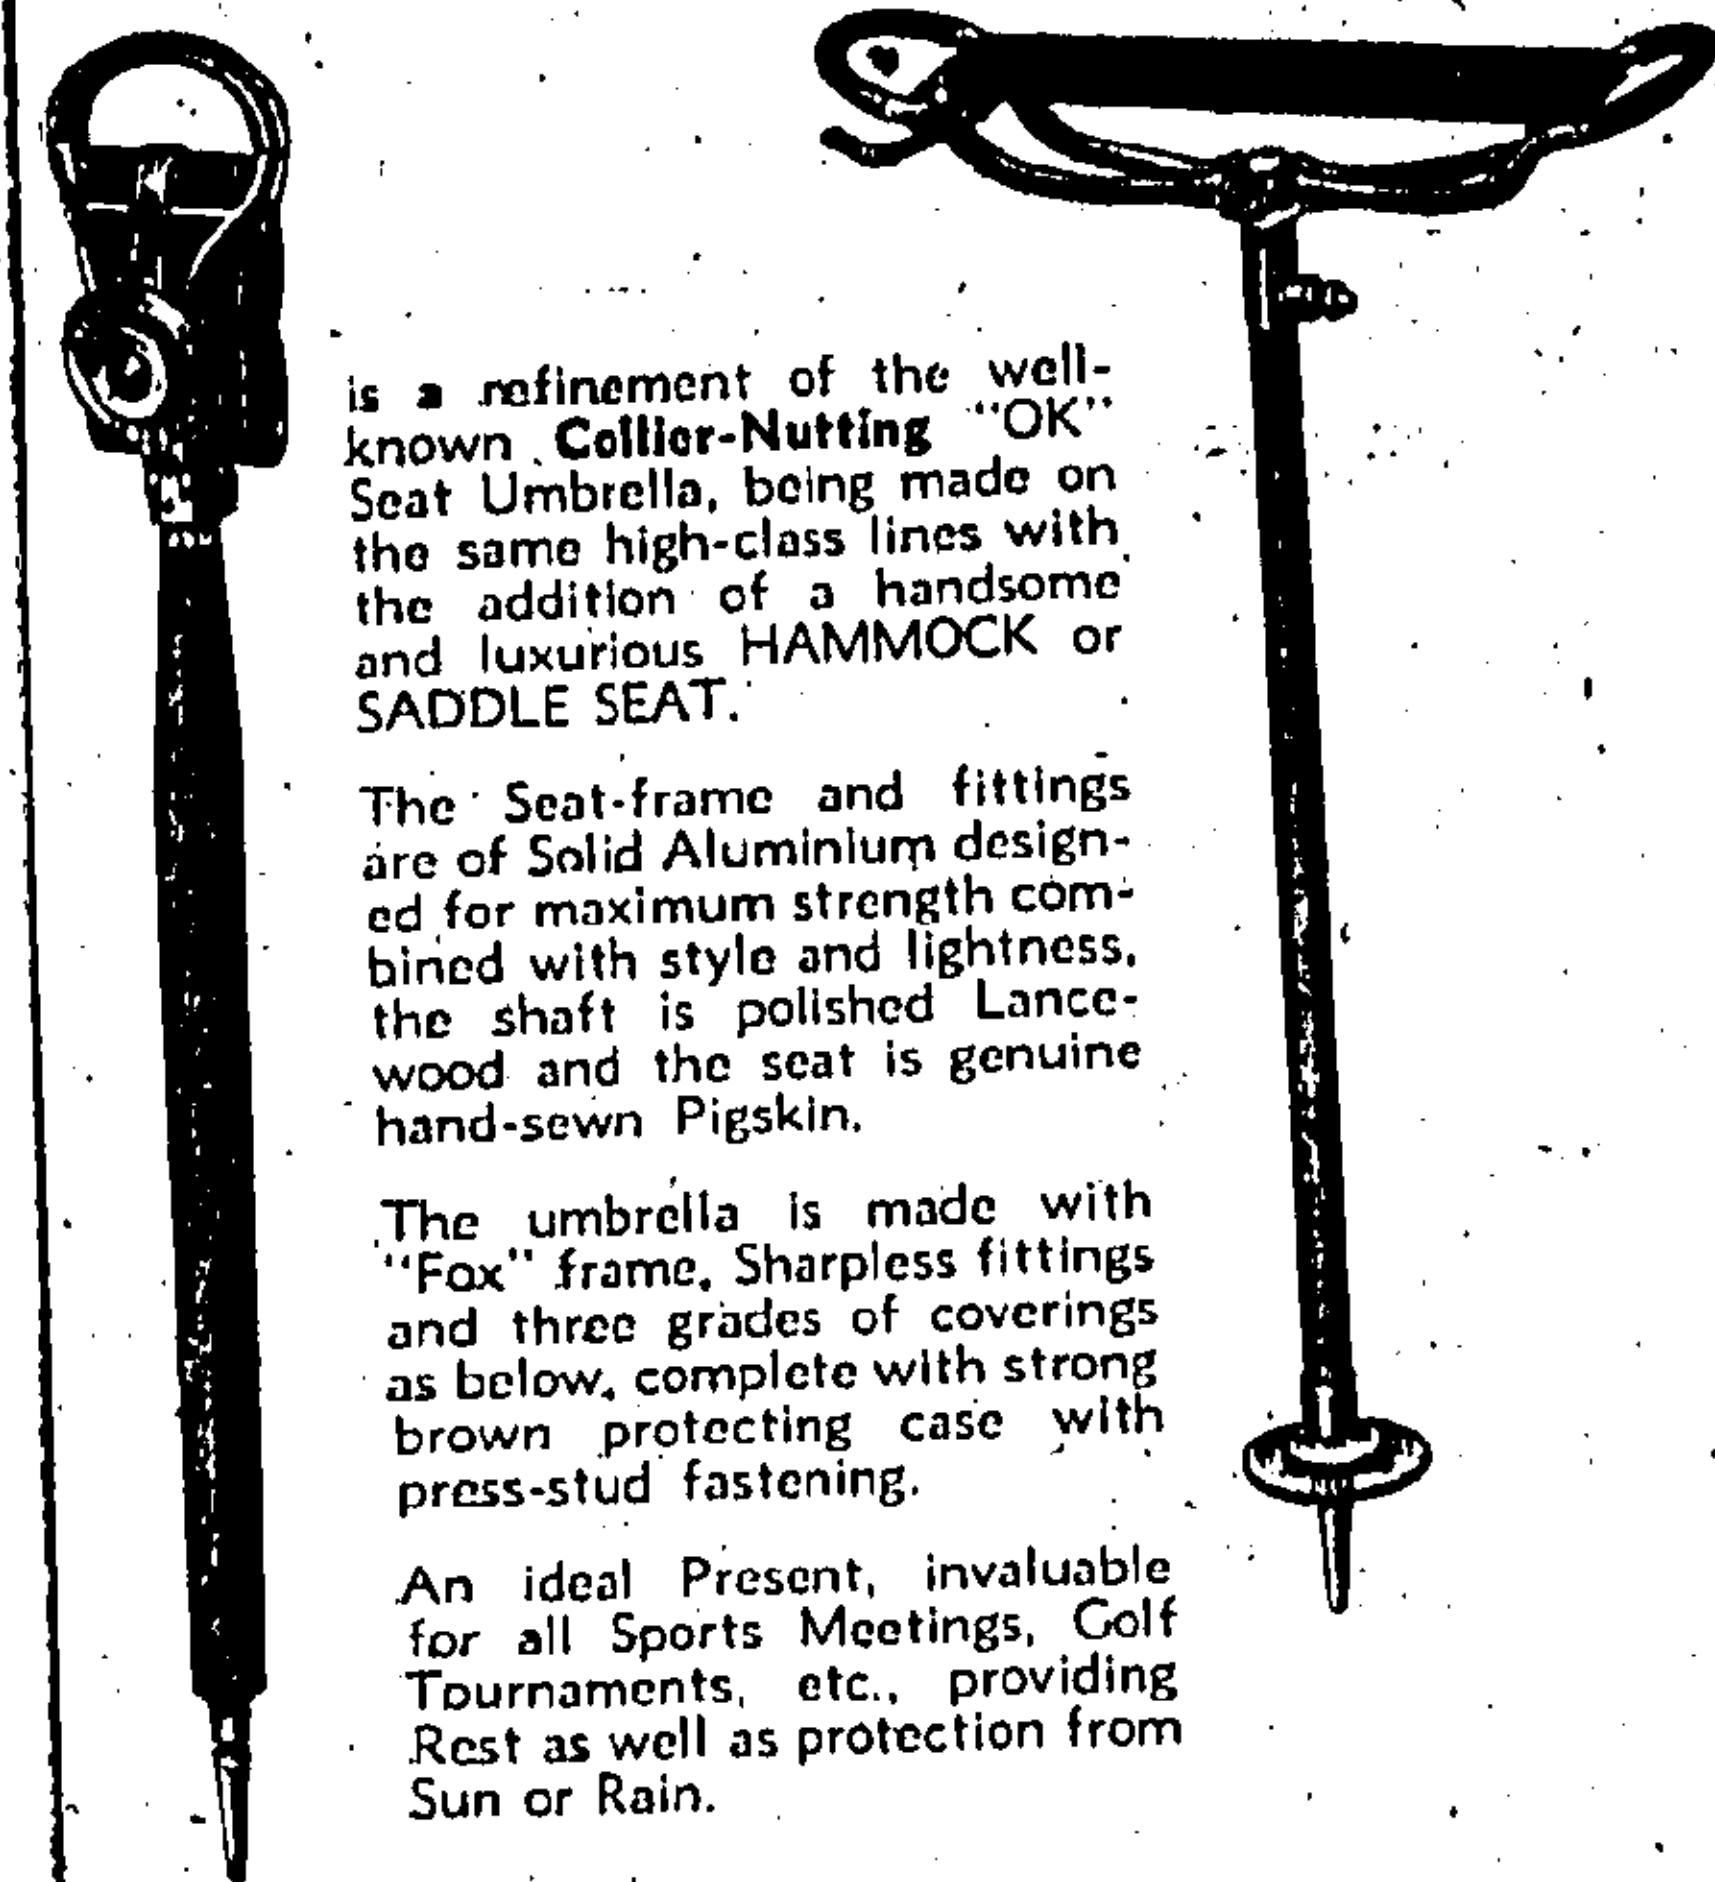 is a refinement of the well-
known Collier-Nutting "OK"
Seat Umbrella, being made on
the same high-class lines with
the addition of a handsome
and luxurious HAMMOCK or
SADDLE SEAT.
The Seat-frame and fittings
are of Solid Aluminium design-
ed for maximum strength com-
bined with style and lightness,
the shaft is polished Lance-
wood and the seat is genuine
hand-sewn Pigskin.
The umbrella is made with
"Fox" frame, Sharpless fittings
and three grades of coverings
as below, complete with strong
brown protecting case with
press-stud fastening.
An ideal Present, invaluable
for all Sports Meetings, Golf
Tournaments, etc., providing
Rest as well as protection from
Sun or Rain.